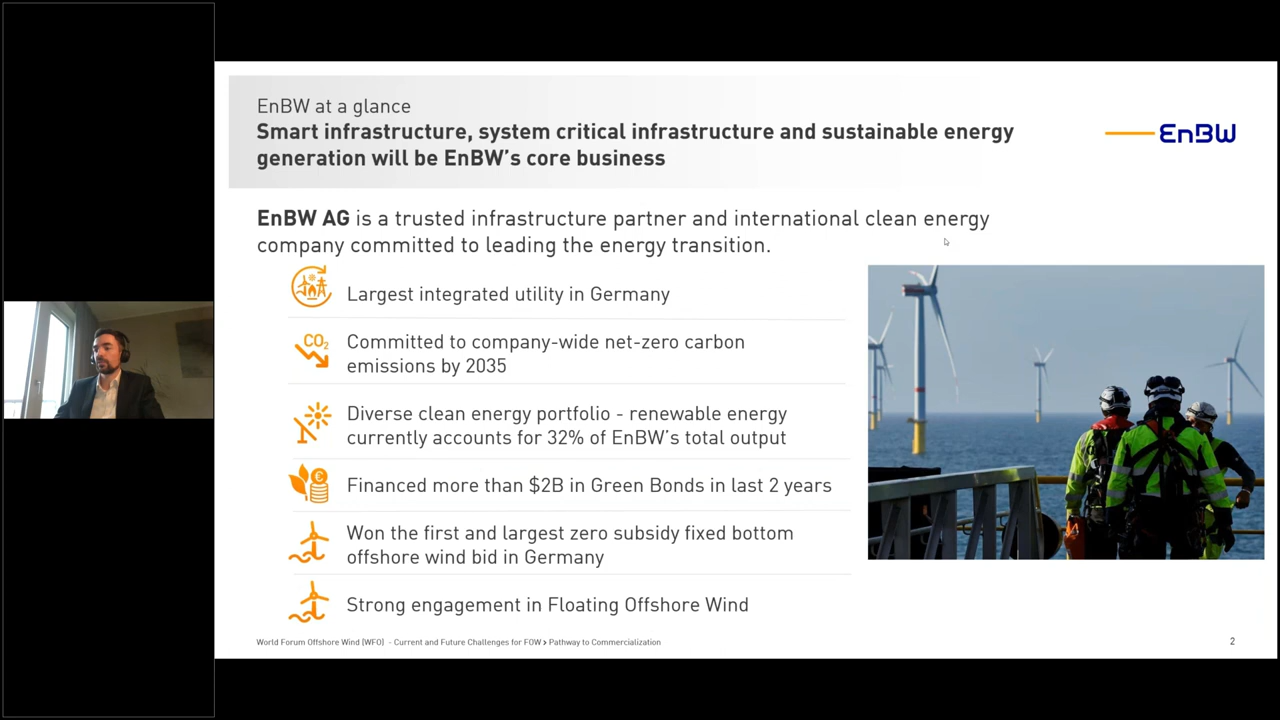 EnBW at a glance
Smart infrastructure, system critical infrastructure and sustainable energy
generation will be EnBW's core business
EnBW
EnBW AG is a trusted infrastructure partner and international clean energy
company committed to leading the energy transition.
Largest integrated utility in Germany
CO₂
Committed to company-wide net-zero carbon
emissions by 2035
Diverse clean energy portfolio - renewable energy
currently accounts for 32% of EnBW's total output
€
Financed more than $2B in Green Bonds in last 2 years
Won the first and largest zero subsidy fixed bottom
offshore wind bid in Germany
Strong engagement in Floating Offshore Wind
World Forum Offshore Wind (WFO) - Current and Future Challenges for FOW > Pathway to Commercialization
2